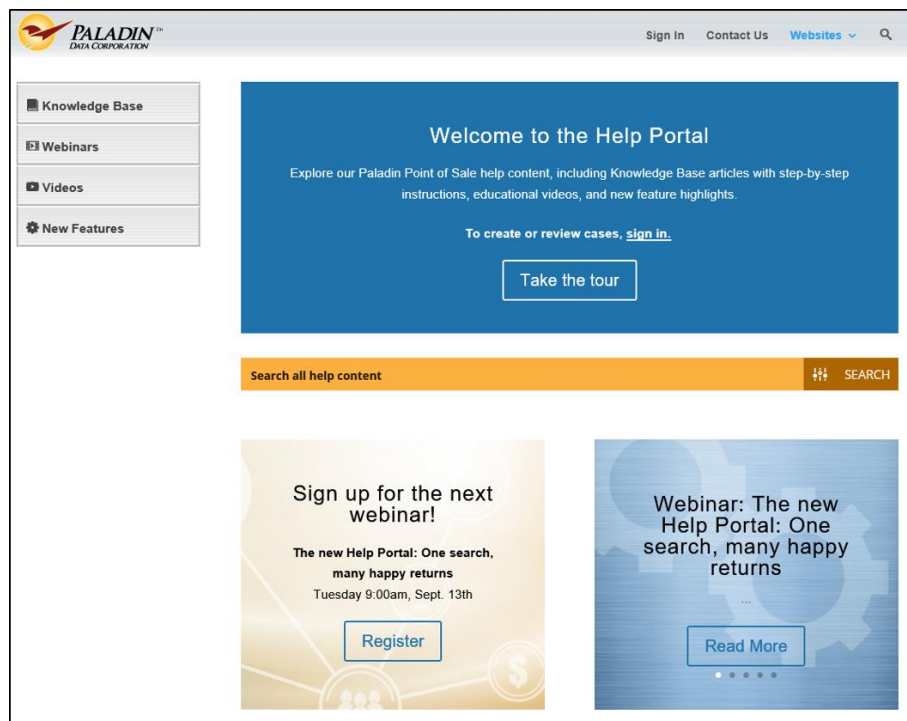 PALADIN™
DATA CORPORATION
Sign In Contact Us Websites
Knowledge Base
Webinars
Videos
New Features
Welcome to the Help Portal
Explore our Paladin Point of Sale help content, including Knowledge Base articles with step-by-step
instructions, educational videos, and new feature highlights.
To create or review cases, sign in.
Take the tour
Search all help content
SEARCH
Sign up for the next
webinar!
The new Help Portal: One search,
many happy returns
Tuesday 9:00am, Sept. 13th
Register
Webinar: The new
Help Portal: One
search, many happy
returns
...
Read More